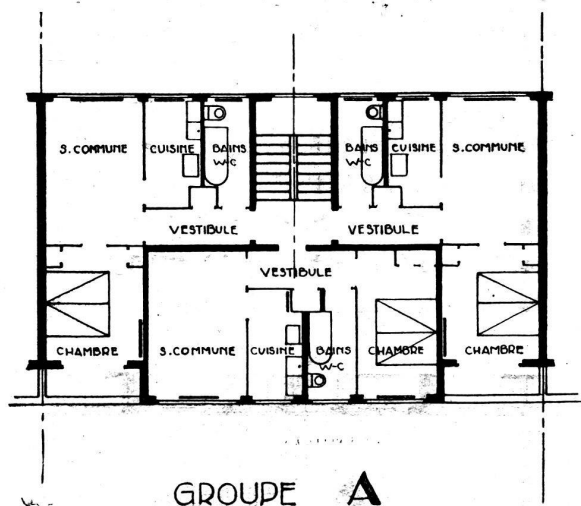 S. COMMUNE CUISINE BAINS W-C BAINS W-C CUISINE S. COMMUNE
VESTIBULE VESTIBULE
VESTIBULE
CHAMBRE S. COMMUNE CUISINE BAINS W-C CHAMBRE CHAMBRE
GROUPE A